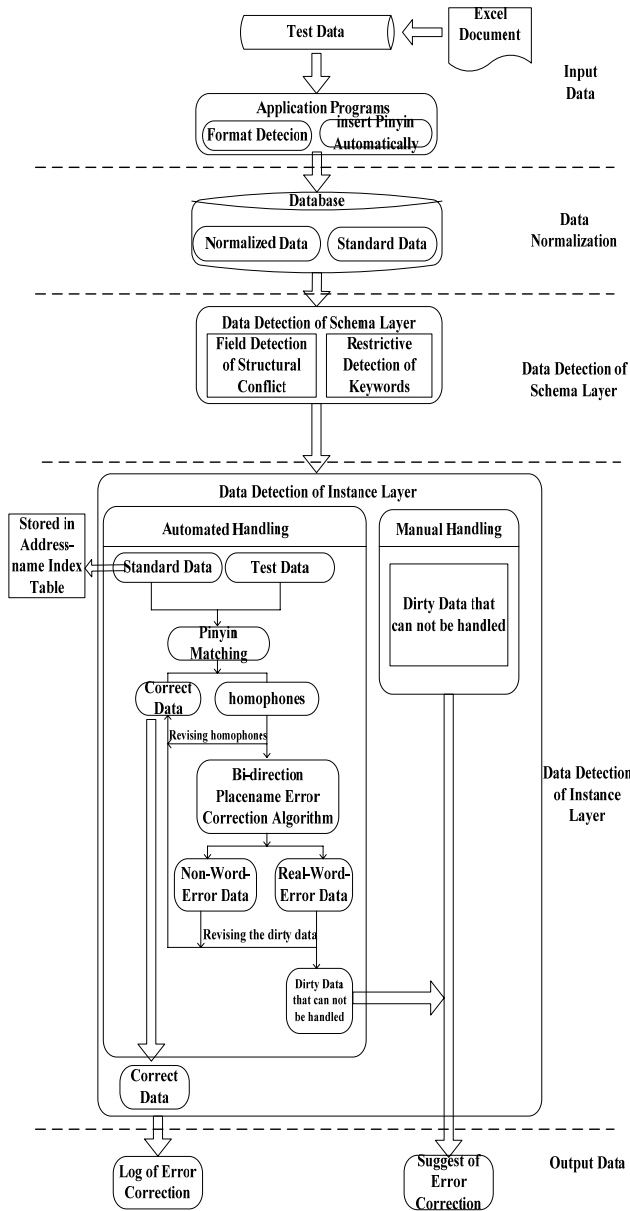 Excel
Document
Test Data
Input
Data
Application Programs
Format Detecion
insert Pinyin
Automatically
Database
Normalized Data
Standard Data
Data
Normalization
Data Detection of Schema Layer
Field Detection
of Structural
Conflict
Restrictive
Detection of
Keywords
Data Detection of
Schema Layer
Data Detection of Instance Layer
Stored in
Address-
name Index
Table
Automated Handling
Manual Handling
Standard Data
Test Data
Dirty Data that
can not be handled
Pinyin
Matching
Correct
Data
homophones
Revising homophones
Bi-direction
Placename Error
Correction Algorithm
Data Detection
of Instance
Layer
Non-Word-
Error Data
Real-Word-
Error Data
Revising the dirty data
Dirty Data
that can not
be handled
Correct
Data
Log of Error
Correction
Suggest of
Error
Correction
Output Data